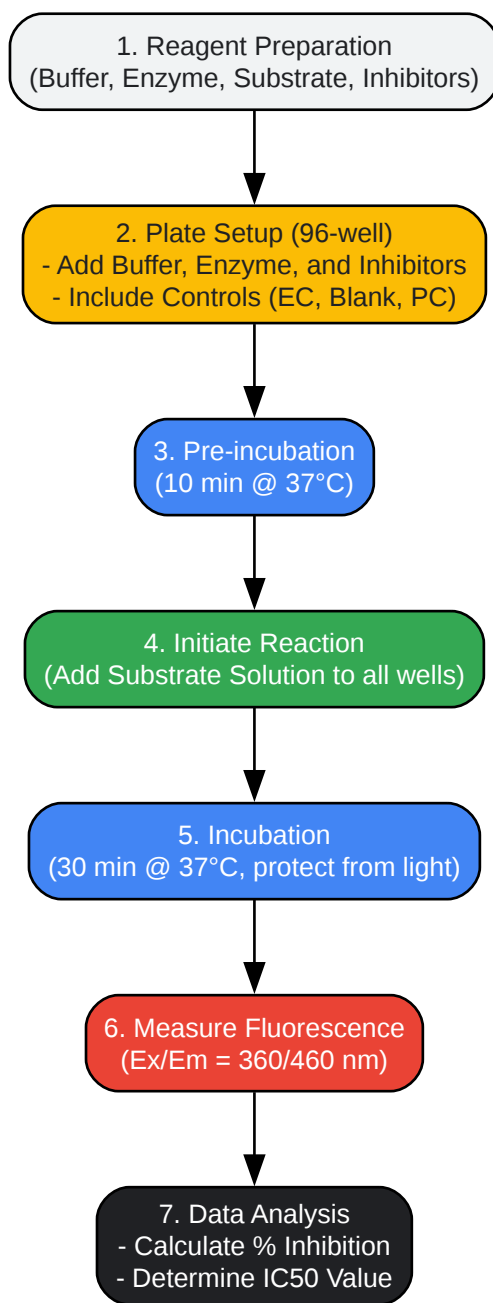 1. Reagent Preparation
(Buffer, Enzyme, Substrate, Inhibitors)
2. Plate Setup (96-well)
- Add Buffer, Enzyme, and Inhibitors
- Include Controls (EC, Blank, PC)
3. Pre-incubation
(10 min @ 37°C)
4. Initiate Reaction
(Add Substrate Solution to all wells)
5. Incubation
(30 min @ 37°C, protect from light)
6. Measure Fluorescence
(Ex/Em = 360/460 nm)
7. Data Analysis
- Calculate % Inhibition
- Determine IC50 Value